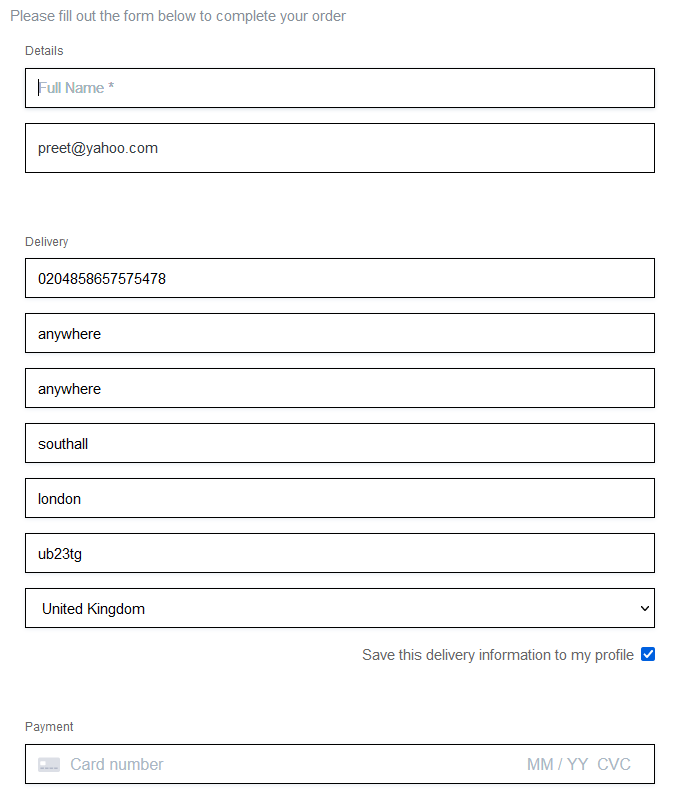 Please fill out the form below to complete your order
Details
Full Name *
preet@yahoo.com
Delivery
0204858657575478
anywhere
anywhere
southall
london
ub23tg
United Kingdom
Save this delivery information to my profile
Payment
Card number MM / YY CVC